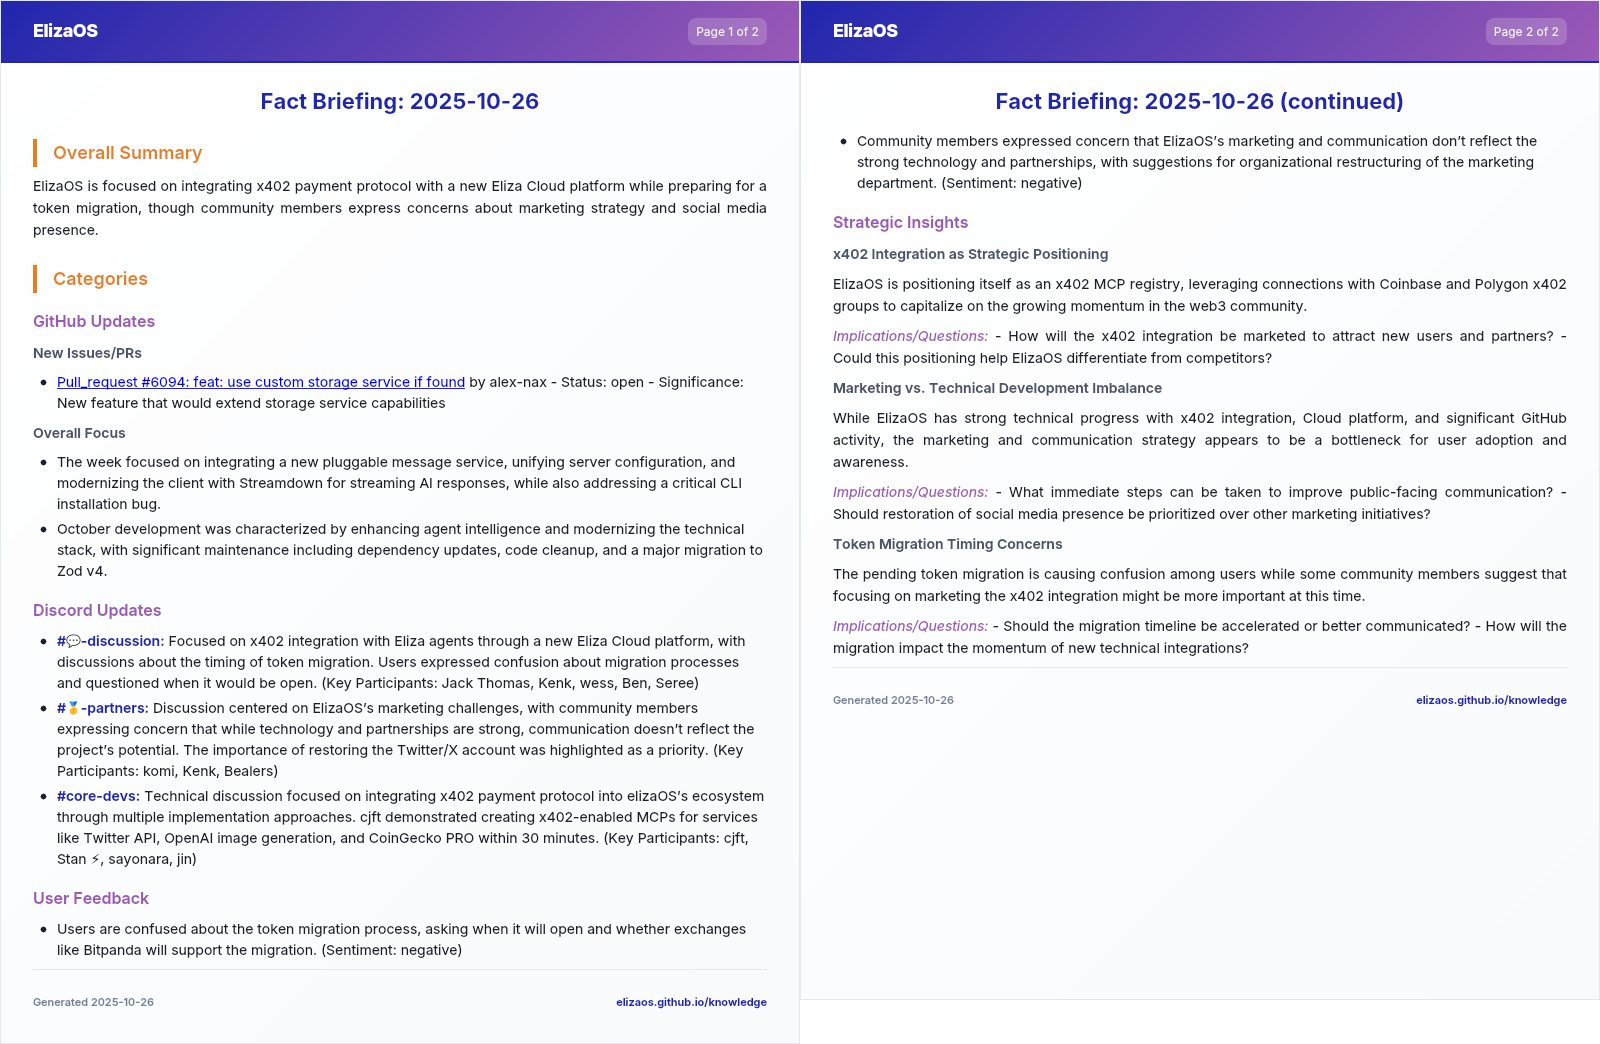 ElizaOS
Page 1 of 2
Fact Briefing: 2025-10-26
Overall Summary
ElizaOS is focused on integrating x402 payment protocol with a new Eliza Cloud platform while preparing for a
token migration, though community members express concerns about marketing strategy and social media
presence.
Categories
GitHub Updates
New Issues/PRs
• Pull_request #6094: feat: use custom storage service if found by alex-nax - Status: open - Significance:
New feature that would extend storage service capabilities
Overall Focus
• The week focused on integrating a new pluggable message service, unifying server configuration, and
modernizing the client with Streamdown for streaming AI responses, while also addressing a critical CLI
installation bug.
• October development was characterized by enhancing agent intelligence and modernizing the technical
stack, with significant maintenance including dependency updates, code cleanup, and a major migration to
Zod v4.
Discord Updates
• #💬-discussion: Focused on x402 integration with Eliza agents through a new Eliza Cloud platform, with
discussions about the timing of token migration. Users expressed confusion about migration processes
and questioned when it would be open. (Key Participants: Jack Thomas, Kenk, wess, Ben, Seree)
• #🥇-partners: Discussion centered on ElizaOS’s marketing challenges, with community members
expressing concern that while technology and partnerships are strong, communication doesn’t reflect the
project’s potential. The importance of restoring the Twitter/X account was highlighted as a priority. (Key
Participants: komi, Kenk, Bealers)
• #core-devs: Technical discussion focused on integrating x402 payment protocol into elizaOS’s ecosystem
through multiple implementation approaches. cjft demonstrated creating x402-enabled MCPs for services
like Twitter API, OpenAI image generation, and CoinGecko PRO within 30 minutes. (Key Participants: cjft,
Stan ⚡, sayonara, jin)
User Feedback
• Users are confused about the token migration process, asking when it will open and whether exchanges
like Bitpanda will support the migration. (Sentiment: negative)
Generated 2025-10-26
elizaos.github.io/knowledge
ElizaOS
Page 2 of 2
Fact Briefing: 2025-10-26 (continued)
• Community members expressed concern that ElizaOS’s marketing and communication don’t reflect the
strong technology and partnerships, with suggestions for organizational restructuring of the marketing
department. (Sentiment: negative)
Strategic Insights
x402 Integration as Strategic Positioning
ElizaOS is positioning itself as an x402 MCP registry, leveraging connections with Coinbase and Polygon x402
groups to capitalize on the growing momentum in the web3 community.
Implications/Questions: - How will the x402 integration be marketed to attract new users and partners? -
Could this positioning help ElizaOS differentiate from competitors?
Marketing vs. Technical Development Imbalance
While ElizaOS has strong technical progress with x402 integration, Cloud platform, and significant GitHub
activity, the marketing and communication strategy appears to be a bottleneck for user adoption and
awareness.
Implications/Questions: - What immediate steps can be taken to improve public-facing communication? -
Should restoration of social media presence be prioritized over other marketing initiatives?
Token Migration Timing Concerns
The pending token migration is causing confusion among users while some community members suggest that
focusing on marketing the x402 integration might be more important at this time.
Implications/Questions: - Should the migration timeline be accelerated or better communicated? - How will the
migration impact the momentum of new technical integrations?
Generated 2025-10-26
elizaos.github.io/knowledge